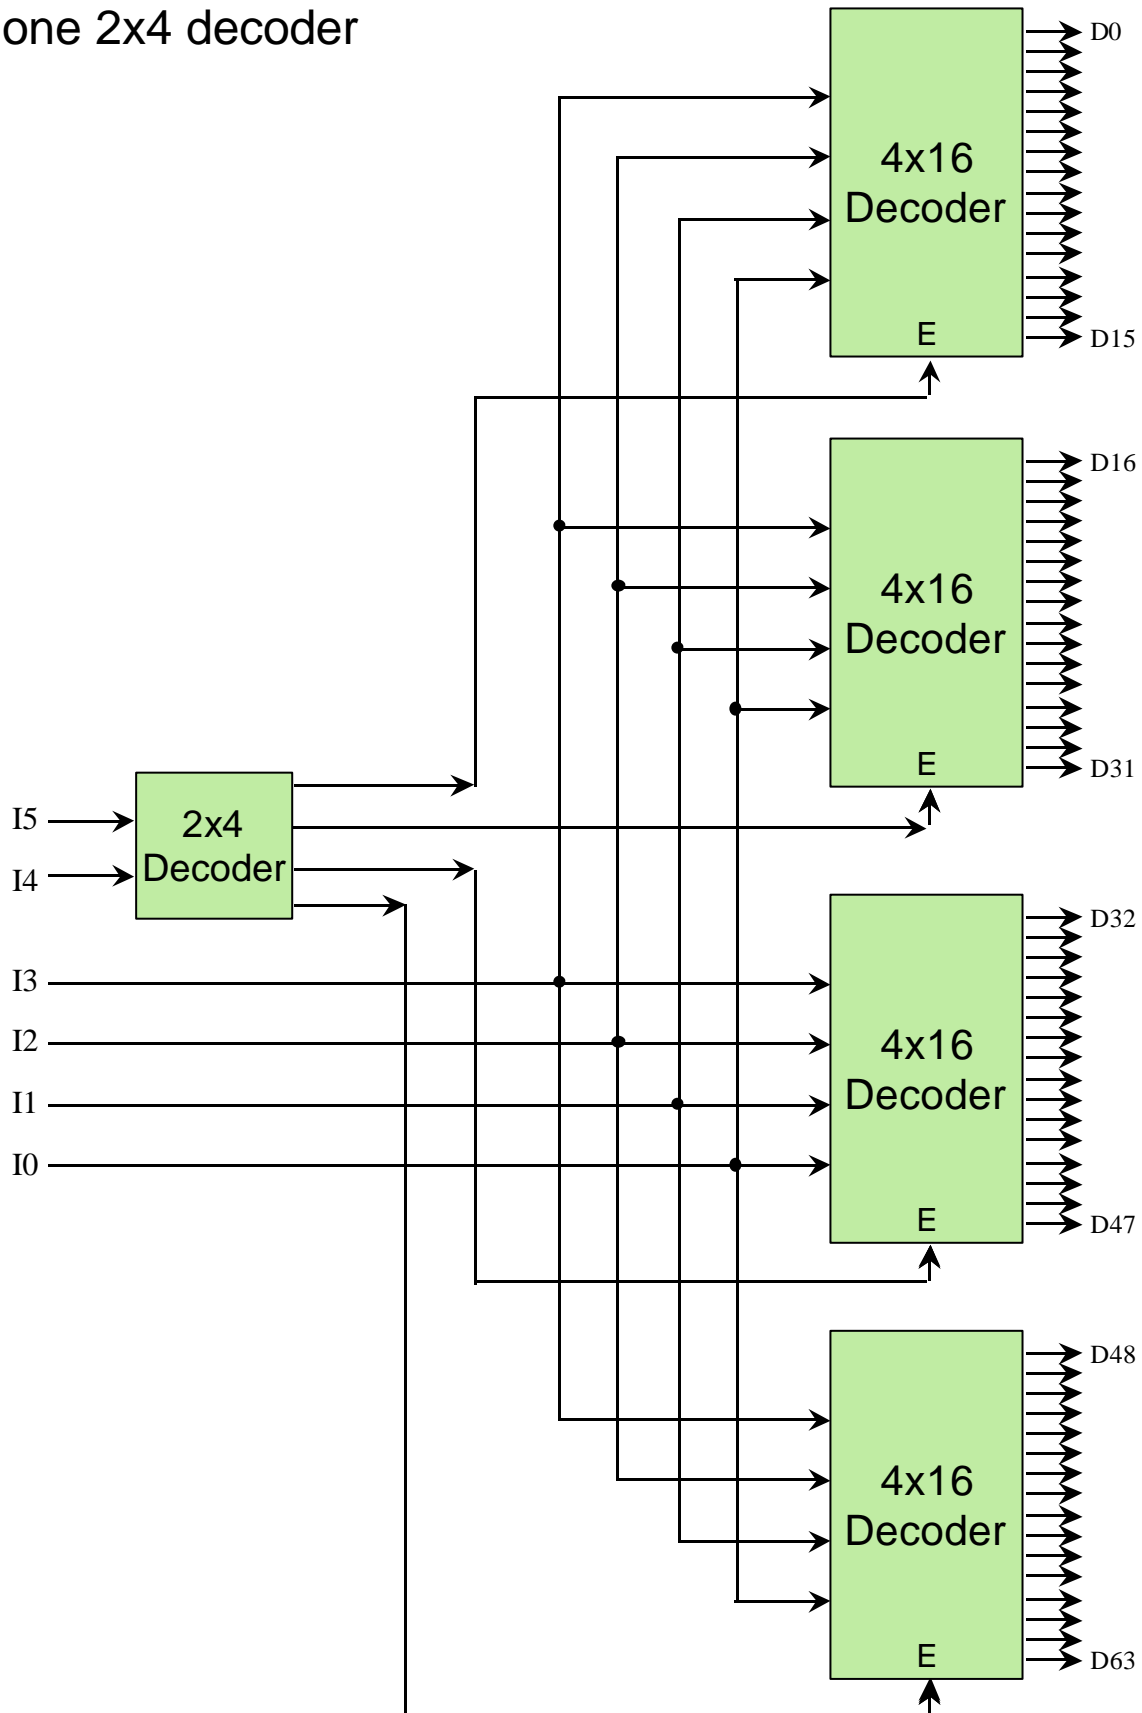 one 2x4 decoder
D0
4x16
Decoder
E
D15
D16
4x16
Decoder
E
D31
I5
2x4
Decoder
I4
D32
I3
I2
4x16
Decoder
I1
I0
E
D47
D48
4x16
Decoder
E
D63